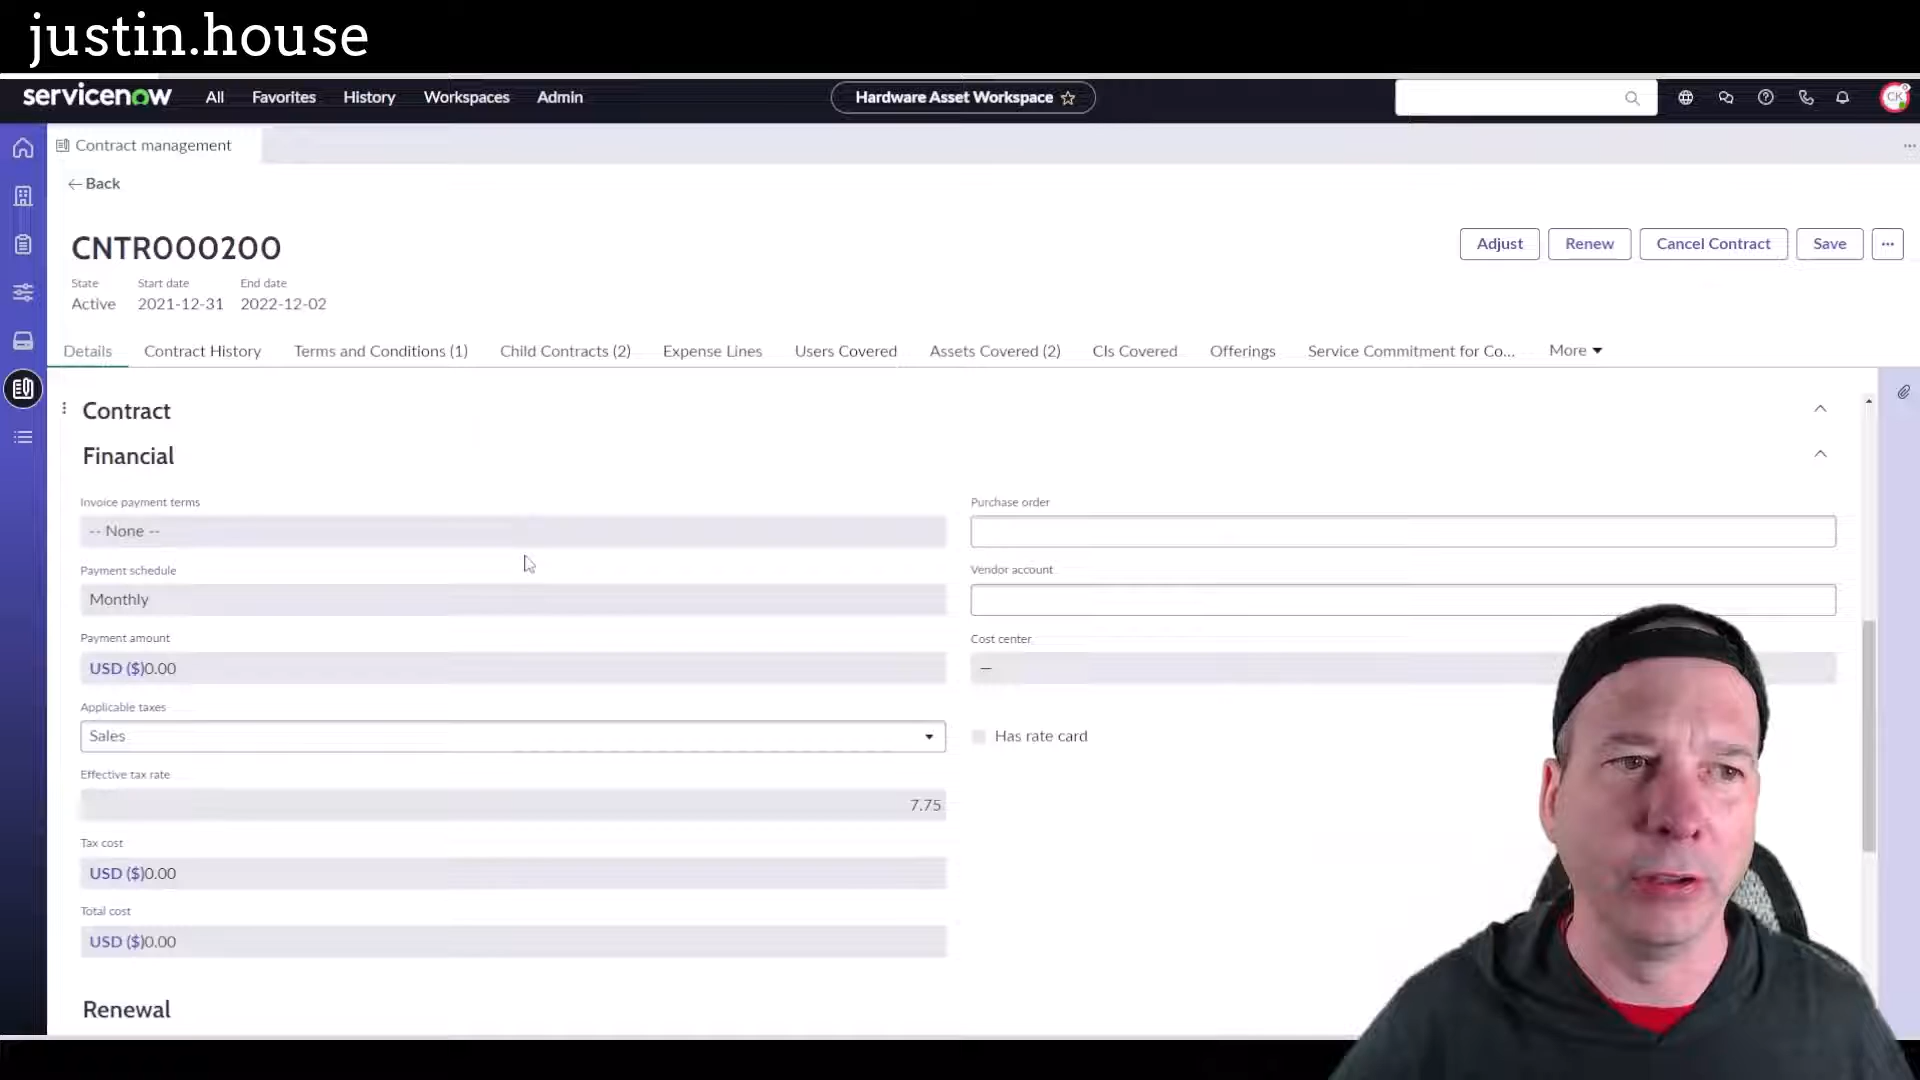 justin.house
servicenow All Favorites History Workspaces Admin Hardware Asset Workspace CK
Contract management
Back
CNTR000200
Adjust Renew Cancel Contract Save
State Start date End date
Active 2021-12-31 2022-12-02
Details Contract History Terms and Conditions (1) Child Contracts (2) Expense Lines Users Covered Assets Covered (2) CIs Covered Offerings Service Commitment for Co... More
Contract
Financial
Invoice payment terms Purchase order
-- None --
Payment schedule Vendor account
Monthly
Payment amount Cost center
USD ($)0.00 —
Applicable taxes
Sales Has rate card
Effective tax rate
7.75
Tax cost
USD ($)0.00
Total cost
USD ($)0.00
Renewal